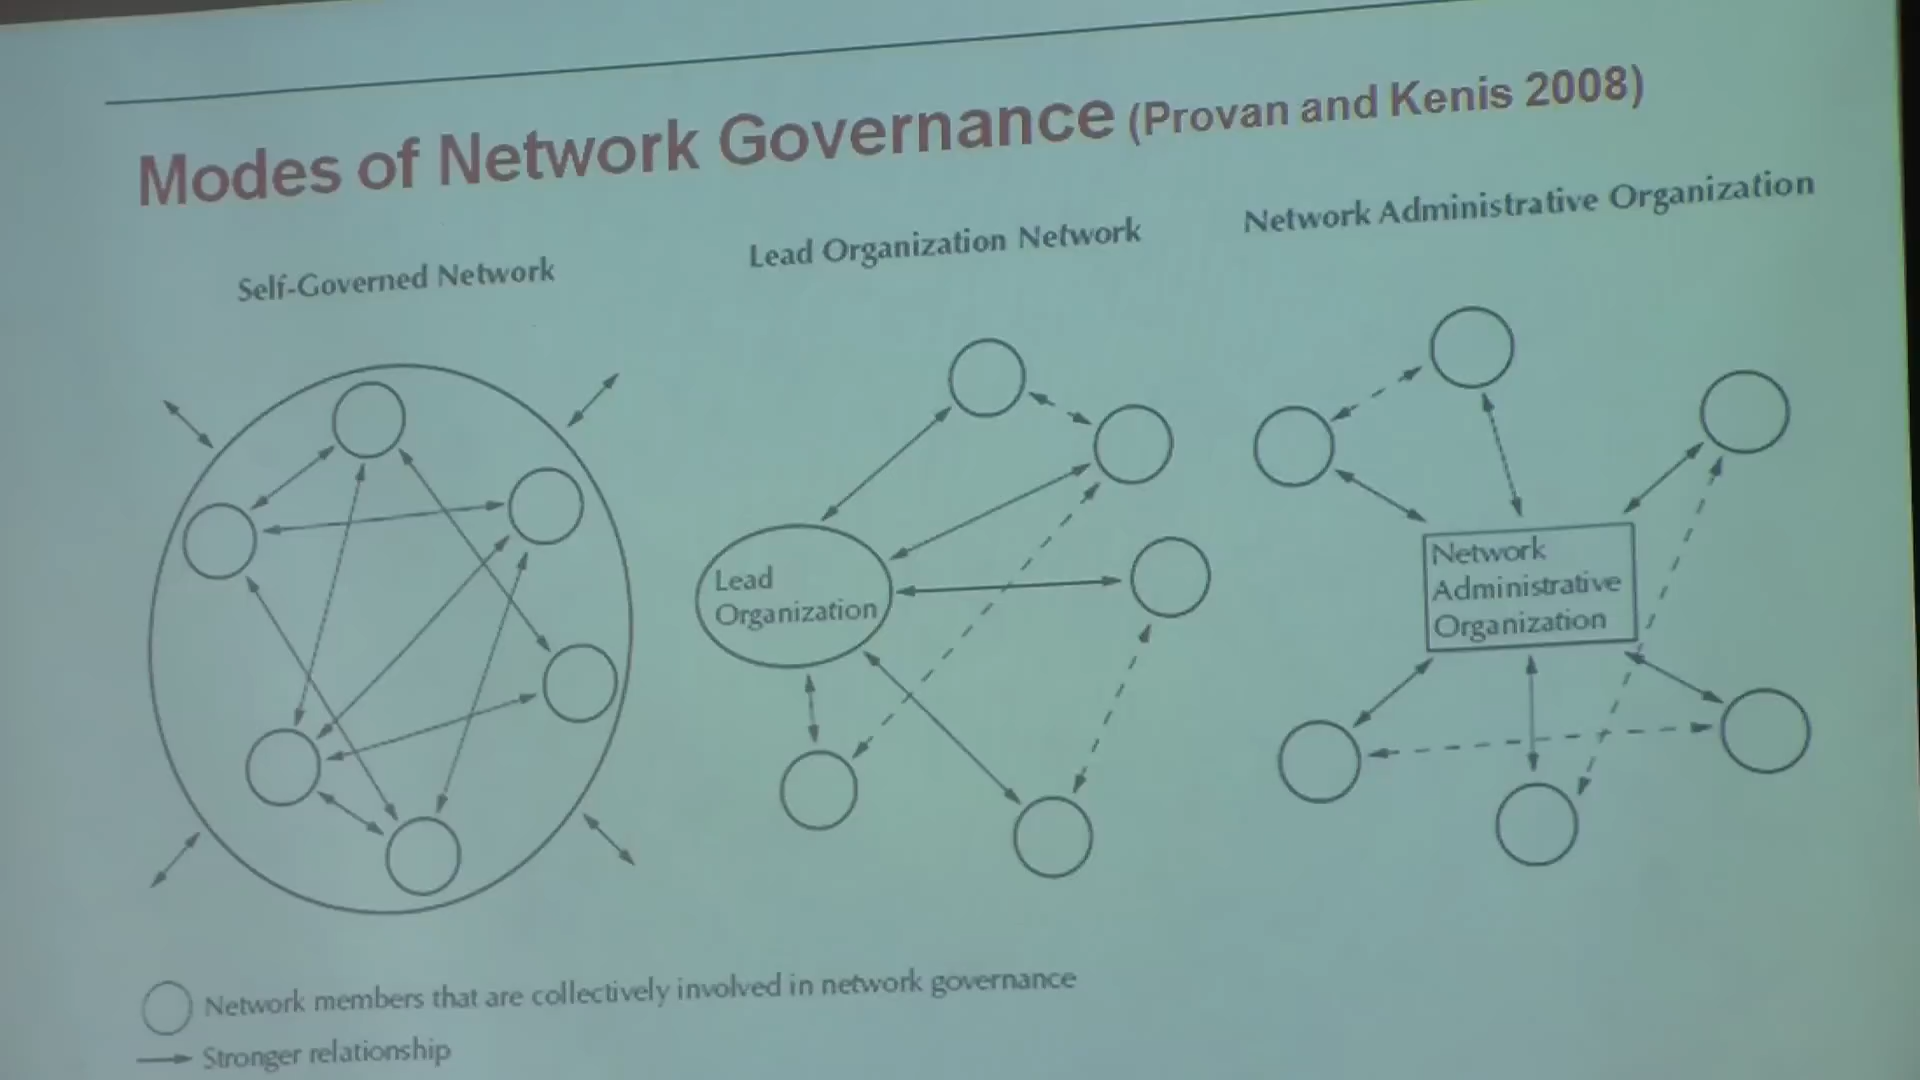 Modes of Network Governance (Provan and Kenis 2008)
Self-Governed Network
Lead Organization Network
Network Administrative Organization
Lead
Organization
Network
Administrative
Organization
Network members that are collectively involved in network governance
Stronger relationship